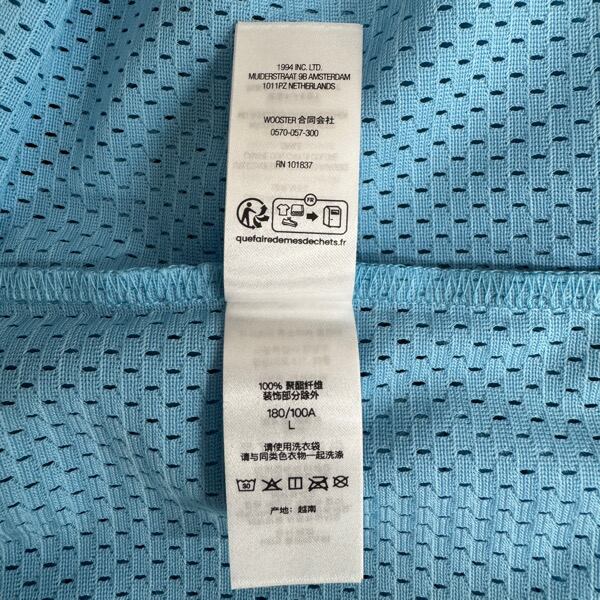 1994 INC. LTD.
MUIDERSTRAAT 9B AMSTERDAM
1011PZ NETHERLANDS
WOOSTER 合同会社
0570-057-300
RN 101837
FR
quefairedemesdechets.fr
100% 聚酯纤维
装饰部分除外
180/100A
L
请使用洗衣袋
请与同类色衣物一起洗涤
30
产地: 越南